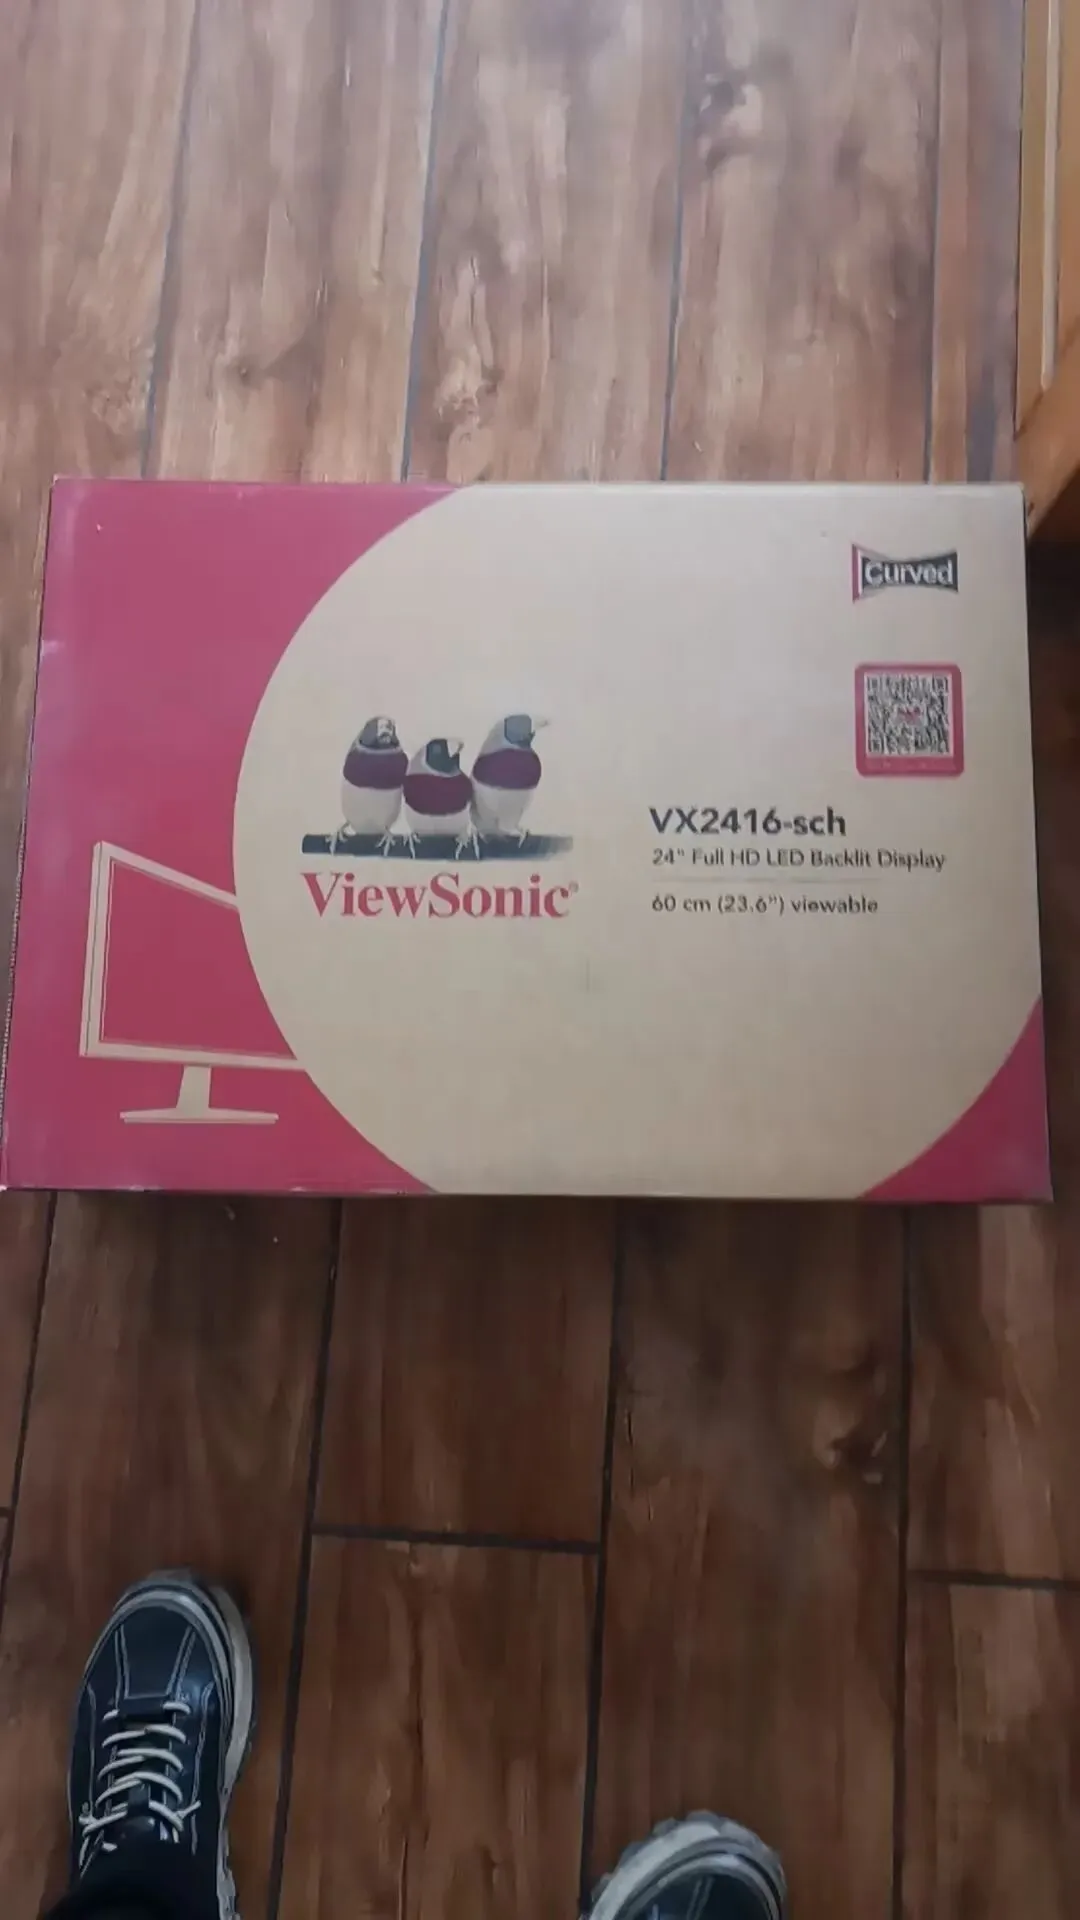 Curved
VX2416-sch
24" Full HD LED Backlit Display
60 cm (23.6") viewable
ViewSonic®